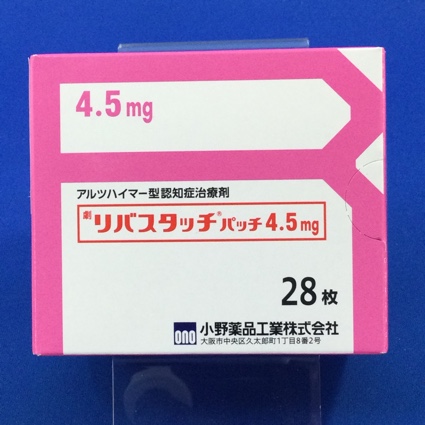 4.5mg
アルツハイマー型認知症治療剤
劇 リバスタッチ®パッチ4.5mg
28枚
ono 小野薬品工業株式会社
大阪市中央区久太郎町1丁目8番2号